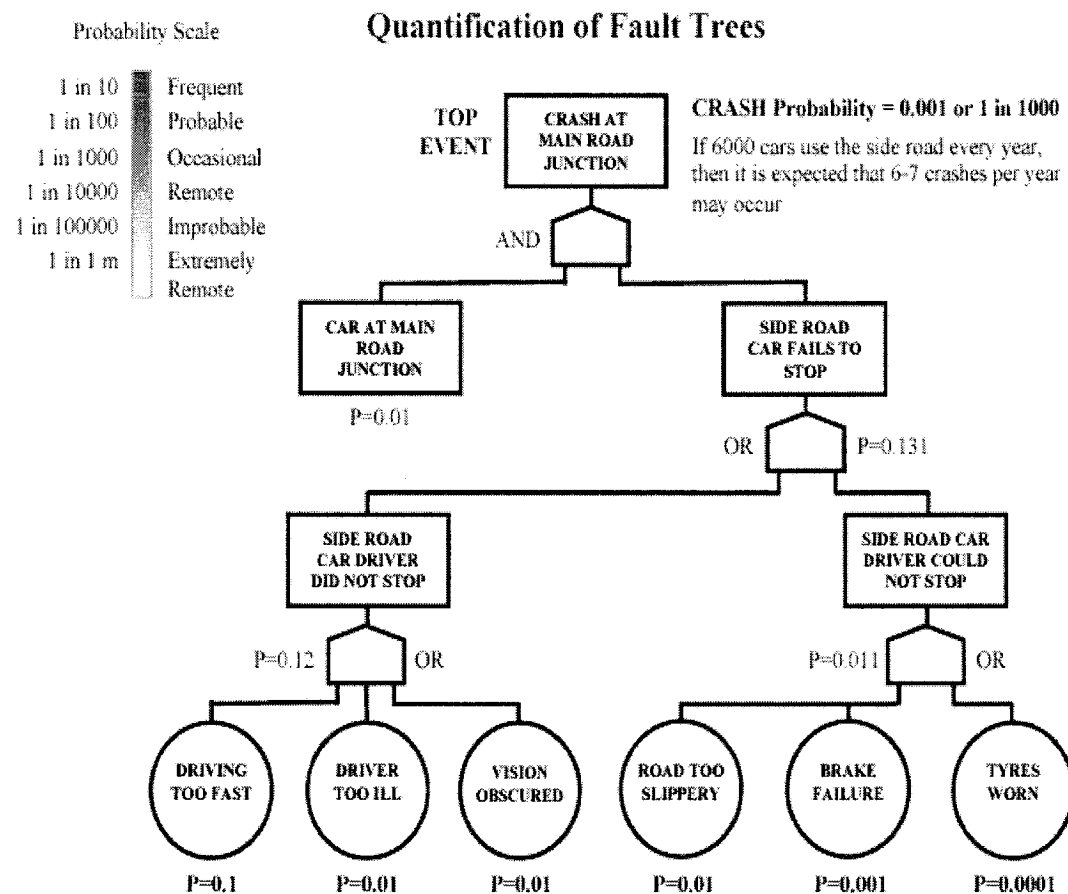 Quantification of Fault Trees
Probability Scale
1 in 10 Frequent
1 in 100 Probable
1 in 1000 Occasional
1 in 10000 Remote
1 in 100000 Improbable
1 in 1 m Extremely
Remote
TOP
EVENT
CRASH AT
MAIN ROAD
JUNCTION
CRASH Probability = 0.001 or 1 in 1000
If 6000 cars use the side road every year,
then it is expected that 6-7 crashes per year
may occur
AND
CAR AT MAIN
ROAD
JUNCTION
P=0.01
SIDE ROAD
CAR FAILS TO
STOP
OR
P=0.131
SIDE ROAD
CAR DRIVER
DID NOT STOP
P=0.12
OR
SIDE ROAD CAR
DRIVER COULD
NOT STOP
P=0.011
OR
DRIVING
TOO FAST
P=0.1
DRIVER
TOO ILL
P=0.01
VISION
OBSCURED
P=0.01
ROAD TOO
SLIPPERY
P=0.01
BRAKE
FAILURE
P=0.001
TYRES
WORN
P=0.0001